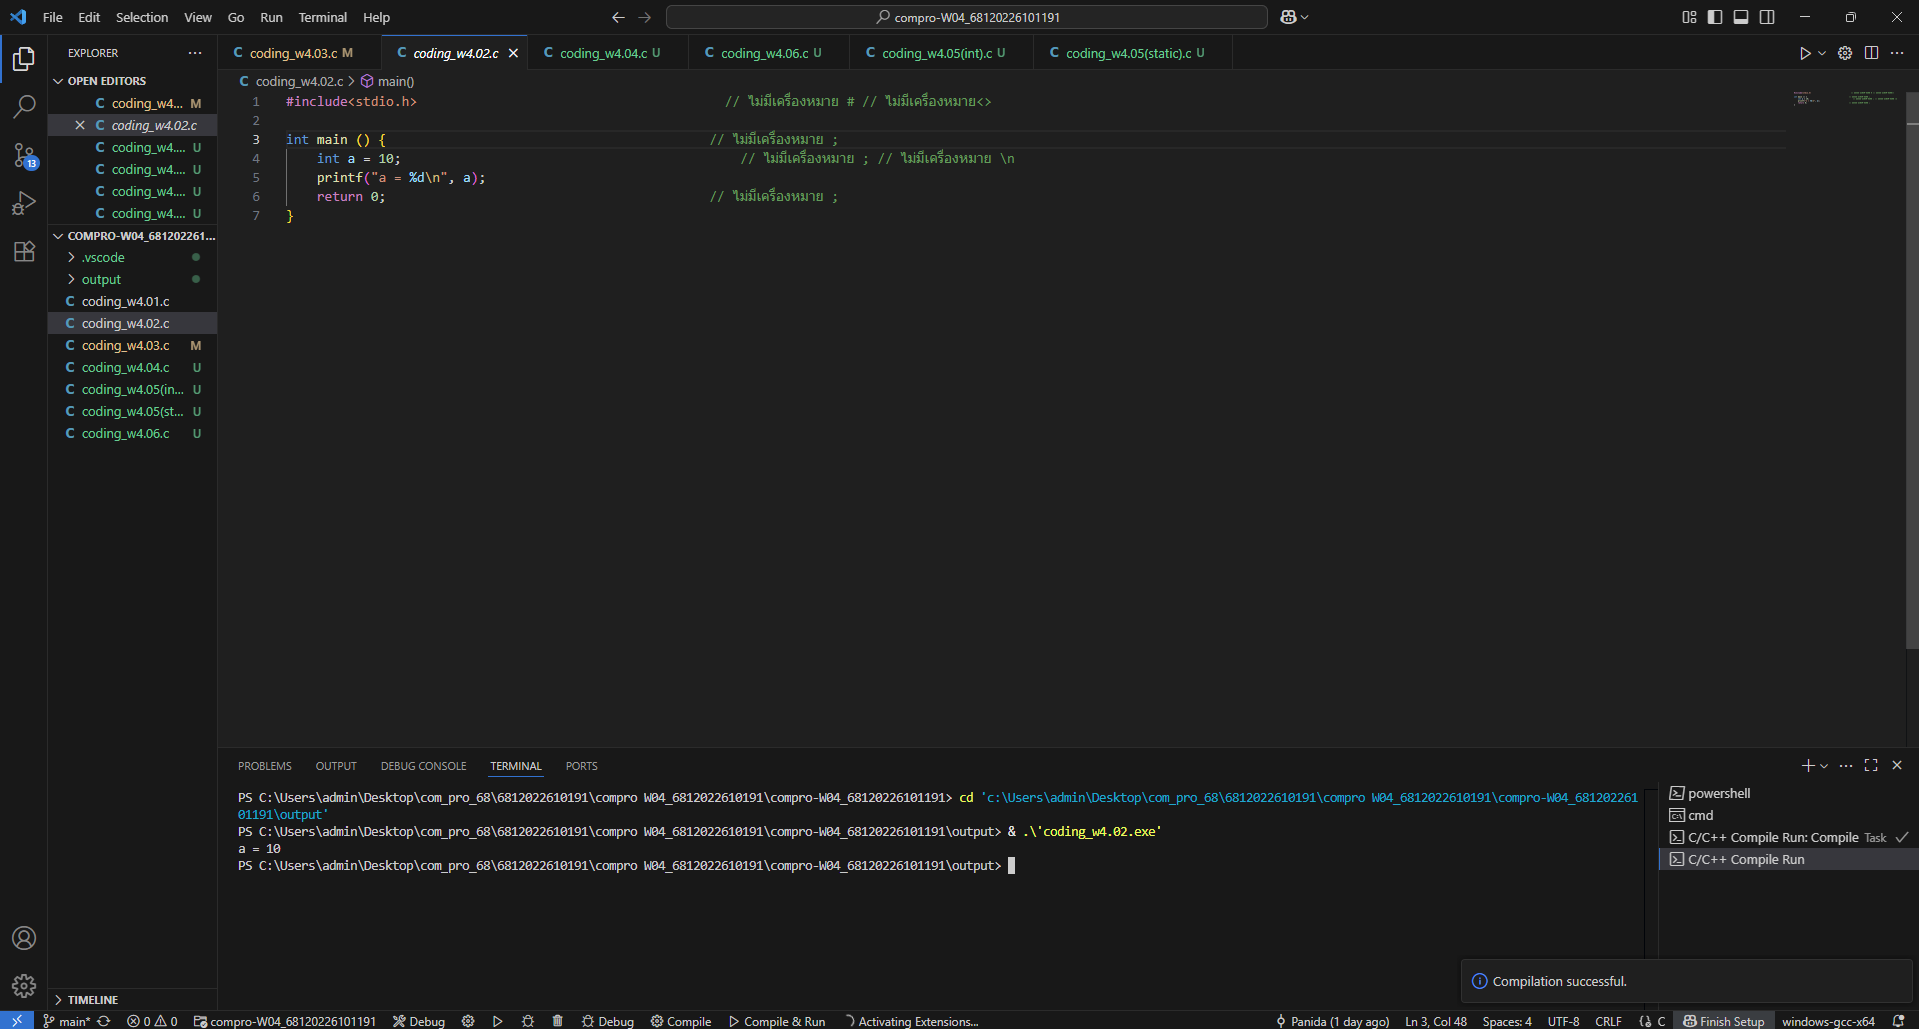 File Edit Selection View Go Run Terminal Help
compro-W04_68120226101191
EXPLORER
OPEN EDITORS
coding_w4... M
coding_w4.02.c
coding_w4.... U
coding_w4.... U
coding_w4.... U
coding_w4.... U
COMPRO-W04_681202261...
.vscode
output
coding_w4.01.c
coding_w4.02.c
coding_w4.03.c M
coding_w4.04.c U
coding_w4.05(in... U
coding_w4.05(st... U
coding_w4.06.c U
TIMELINE
coding_w4.03.c M coding_w4.02.c coding_w4.04.c U coding_w4.06.c U coding_w4.05(int).c U coding_w4.05(static).c U
coding_w4.02.c > main()
1 #include<stdio.h> // ไม่มีเครื่องหมาย # // ไม่มีเครื่องหมาย<>
2
3 int main () { // ไม่มีเครื่องหมาย ;
4 int a = 10; // ไม่มีเครื่องหมาย ; // ไม่มีเครื่องหมาย \n
5 printf("a = %d\n", a);
6 return 0; // ไม่มีเครื่องหมาย ;
7 }
PROBLEMS OUTPUT DEBUG CONSOLE TERMINAL PORTS
PS C:\Users\admin\Desktop\com_pro_68\6812022610191\compro W04_6812022610191\compro-W04_68120226101191> cd 'c:\Users\admin\Desktop\com_pro_68\6812022610191\compro W04_6812022610191\compro-W04_681202261
01191\output'
PS C:\Users\admin\Desktop\com_pro_68\6812022610191\compro W04_6812022610191\compro-W04_68120226101191\output> & .\'coding_w4.02.exe'
a = 10
PS C:\Users\admin\Desktop\com_pro_68\6812022610191\compro W04_6812022610191\compro-W04_68120226101191\output>
powershell
cmd
C/C++ Compile Run: Compile Task
C/C++ Compile Run
Compilation successful.
13
main* 0 0 compro-W04_68120226101191 Debug Debug Compile Compile & Run Activating Extensions... Panida (1 day ago) Ln 3, Col 48 Spaces: 4 UTF-8 CRLF {} C Finish Setup windows-gcc-x64